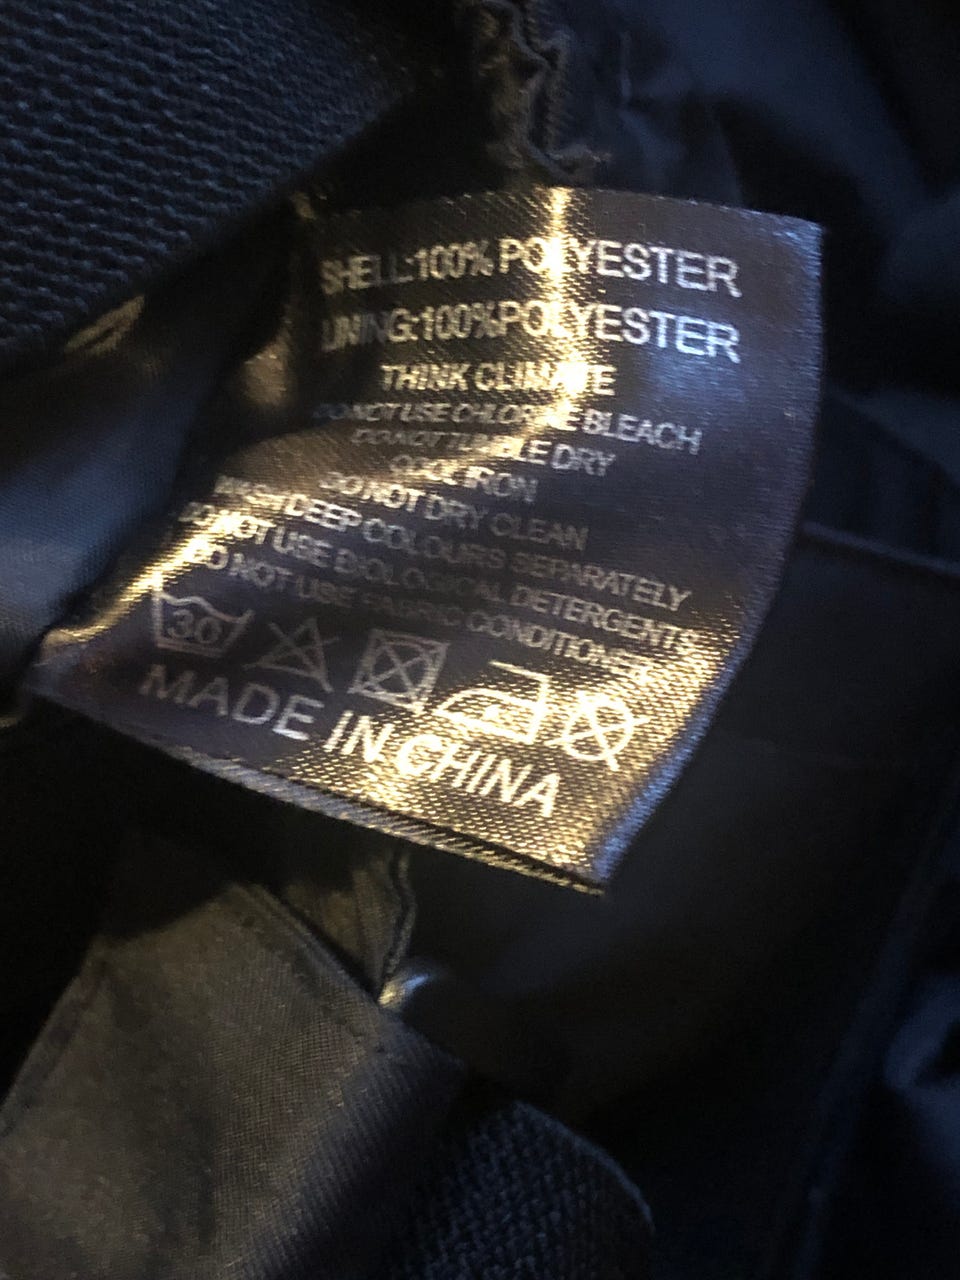 SHELL:100% POLYESTER
LINING:100%POLYESTER
THINK CLIMATE
DO NOT USE CHLORINE BLEACH
DO NOT TUMBLE DRY
COOL IRON
DO NOT DRY CLEAN
WASH DEEP COLOURS SEPARATELY
DO NOT USE BIOLOGICAL DETERGENTS
DO NOT USE FABRIC CONDITIONERS
30
MADE IN CHINA